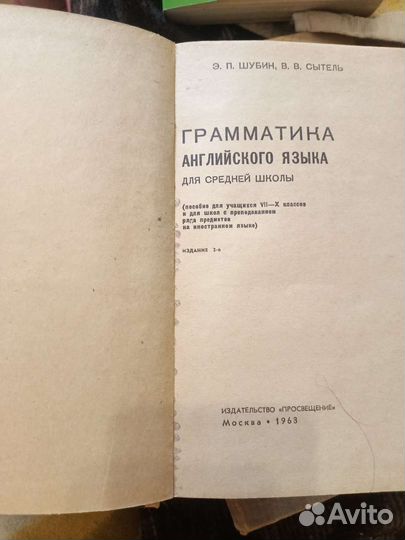 Э. П. ШУБИН, В. В. СЫТЕЛЬ
ГРАММАТИКА
АНГЛИЙСКОГО ЯЗЫКА
ДЛЯ СРЕДНЕЙ ШКОЛЫ
(пособие для учащихся VII—X классов
и для школ с преподаванием
ряда предметов
на иностранном языке)
ИЗДАНИЕ 2-е
ИЗДАТЕЛЬСТВО «ПРОСВЕЩЕНИЕ»
Москва • 1963
Avito